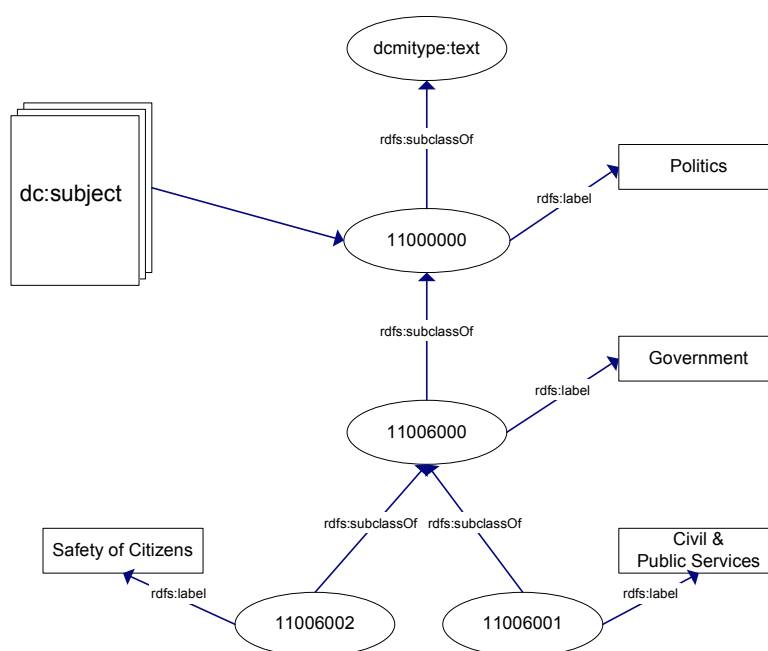 dcmitype:text
rdfs:subclassOf
Politics
dc:subject
rdfs:label
11000000
rdfs:subclassOf
Government
rdfs:label
11006000
rdfs:subclassOf
rdfs:subclassOf
Safety of Citizens
Civil &
Public Services
rdfs:label
rdfs:label
11006002
11006001